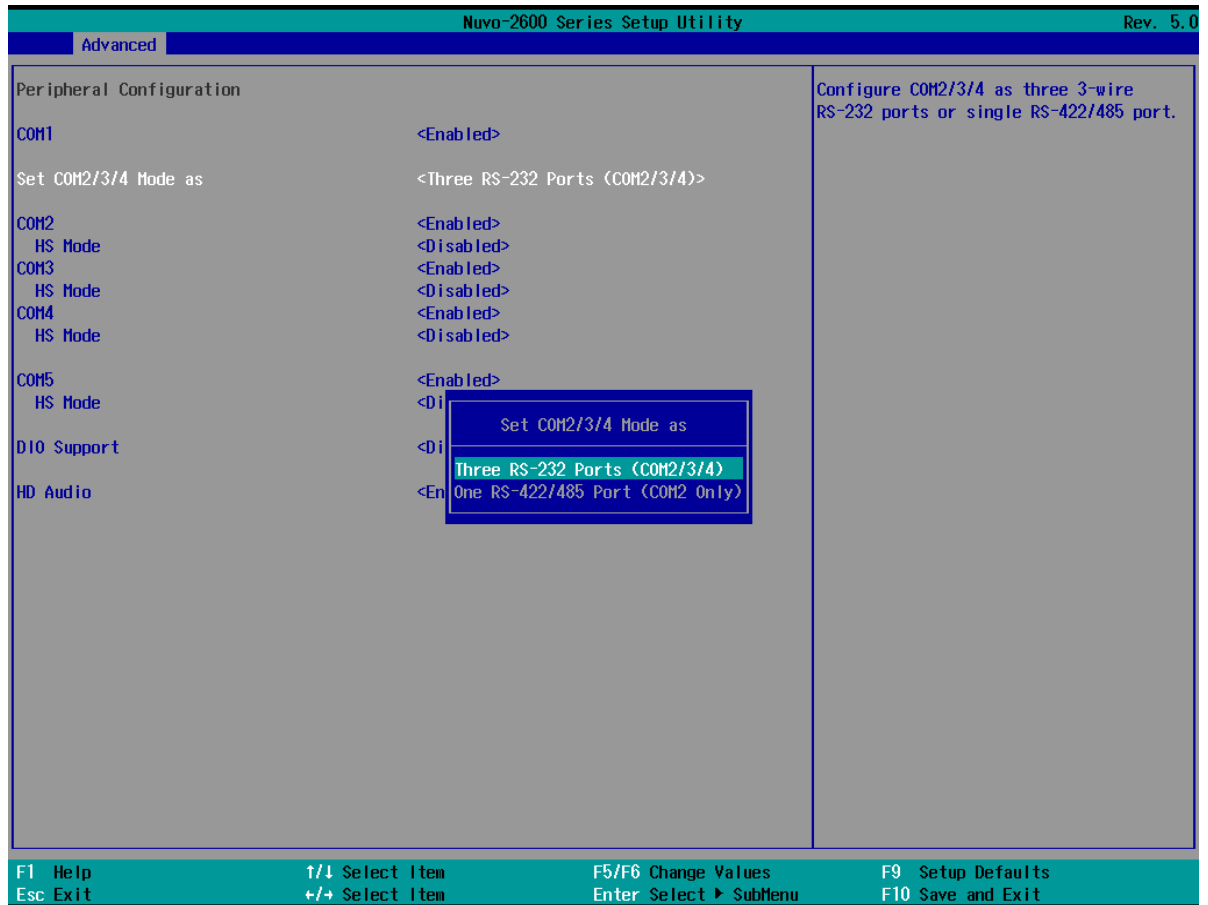 Nuvo-2600 Series Setup Utility Rev. 5.0
Advanced
Peripheral Configuration
Configure COM2/3/4 as three 3-wire
RS-232 ports or single RS-422/485 port.
COM1 <Enabled>
Set COM2/3/4 Mode as <Three RS-232 Ports (COM2/3/4)>
COM2 <Enabled>
HS Mode <Disabled>
COM3 <Enabled>
HS Mode <Disabled>
COM4 <Enabled>
HS Mode <Disabled>
COM5 <Enabled>
HS Mode <Di
DIO Support <Di
HD Audio <En
Set COM2/3/4 Mode as
Three RS-232 Ports (COM2/3/4)
One RS-422/485 Port (COM2 Only)
F1 Help ↑/↓ Select Item F5/F6 Change Values F9 Setup Defaults
Esc Exit ←/→ Select Item Enter Select ▶ SubMenu F10 Save and Exit